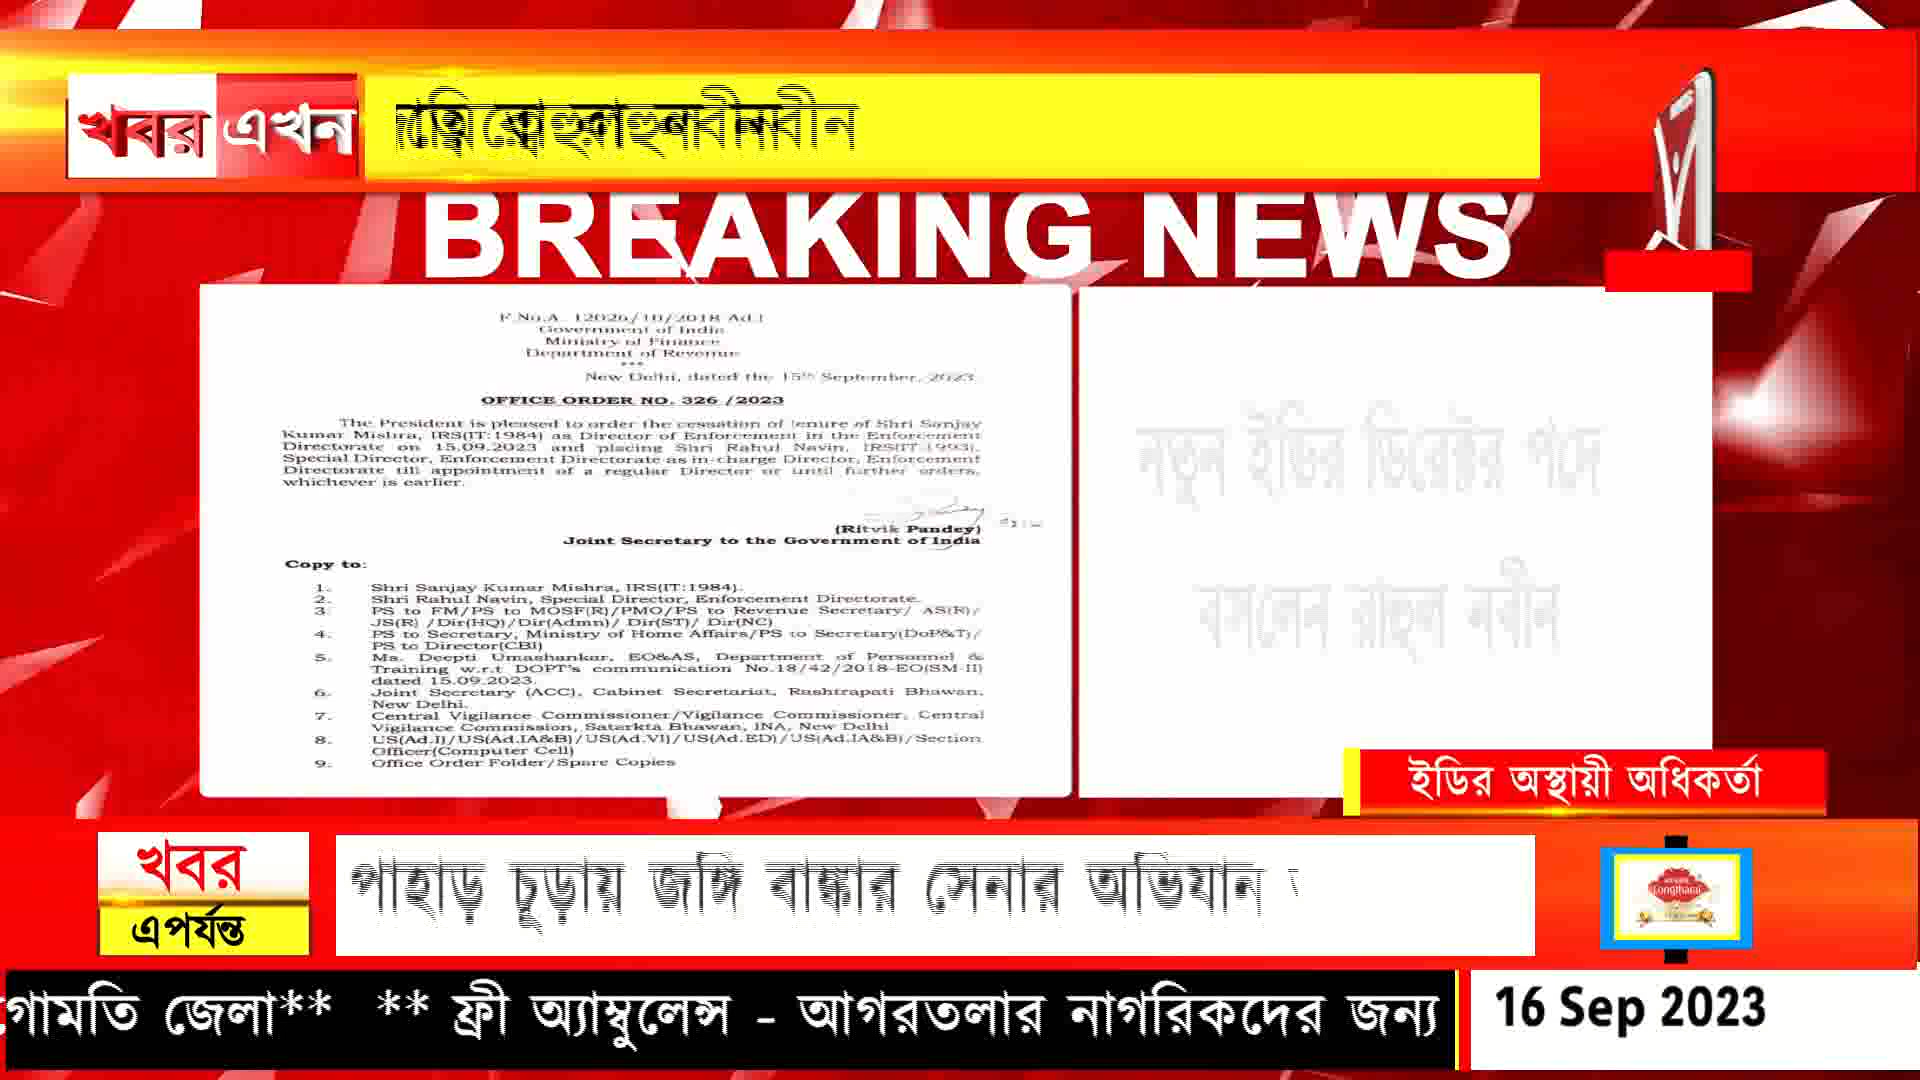 খবর এখন
BREAKING NEWS
F.No.A. 12026/10/2018 Ad.I
Government of India
Ministry of Finance
Department of Revenue
***
New Delhi, dated the 15th September, 2023
OFFICE ORDER NO. 326 /2023
The President is pleased to order the cessation of tenure of Shri Sanjay
Kumar Mishra, IRS(IT:1984) as Director of Enforcement in the Enforcement
Directorate on 15.09.2023 and placing Shri Rahul Navin, IRS(IT-1993),
Special Director, Enforcement Directorate as in-charge Director, Enforcement
Directorate till appointment of a regular Director or until further orders,
whichever is earlier.
(Ritvik Pandey)
Joint Secretary to the Government of India
Copy to:
1. Shri Sanjay Kumar Mishra, IRS(IT:1984).
2. Shri Rahul Navin, Special Director, Enforcement Directorate.
3. PS to FM/PS to MOSF(R)/PMO/PS to Revenue Secretary/ AS(R)/
JS(R) /Dir(HQ)/Dir(Admn)/ Dir(ST)/ Dir(NC)
4. PS to Secretary, Ministry of Home Affairs/PS to Secretary(DoP&T)/
PS to Director(CBI)
5. Ms. Deepti Umashankar, EO&AS, Department of Personnel &
Training w.r.t DOPT's communication No.18/42/2018-EO(SM-II)
dated 15.09.2023.
6. Joint Secretary (ACC), Cabinet Secretariat, Rashtrapati Bhawan,
New Delhi.
7. Central Vigilance Commissioner/Vigilance Commissioner, Central
Vigilance Commission, Satarkta Bhawan, INA, New Delhi
8. US(Ad.I)/US(Ad.IA&B)/US(Ad.VI)/US(Ad.ED)/US(Ad.IA&B)/Section
Officer(Computer Cell)
9. Office Order Folder/Spare Copies
নতুন ইডির ডিরেক্টর পদে
বসলেন রাহুল নবীন
ইডির অস্থায়ী অধিকর্তা
খবর
এপর্যন্ত
পাহাড় চুড়ায় জঙ্গি বাঙ্কার সেনার অভিযান
Longtharai
গোমতি জেলা** ** ফ্রী অ্যাম্বুলেন্স - আগরতলার নাগরিকদের জন্য
16 Sep 2023